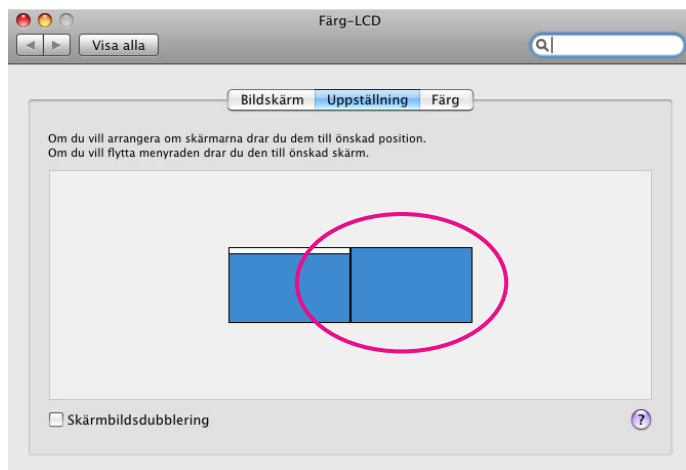 Färg-LCD
Visa alla
Bildskärm Uppställning Färg
Om du vill arrangera om skärmarna drar du dem till önskad position.
Om du vill flytta menyraden drar du den till önskad skärm.
Skärmbildsdubblering
?